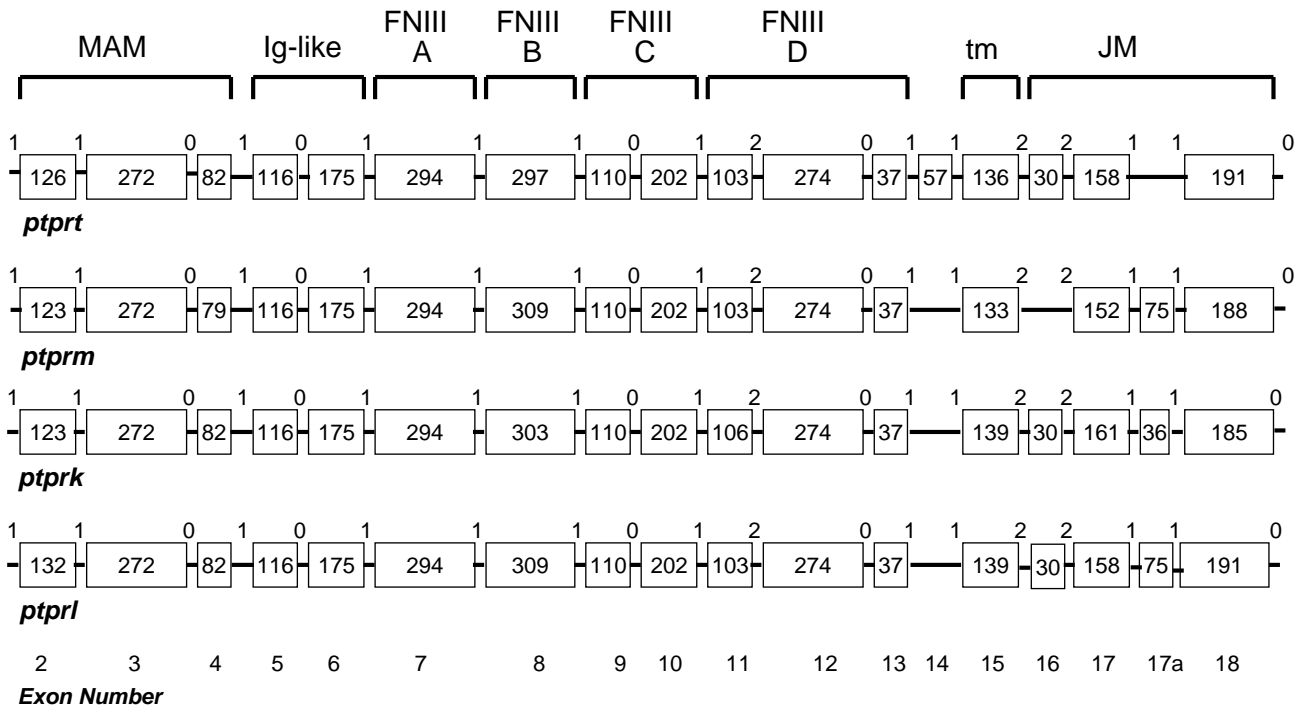 MAM Ig-like FNIII A FNIII B FNIII C FNIII D tm JM
1 1 0 1 0 1 1 1 0 1 2 0 1 1 2 2 1 1 0
126 272 82 116 175 294 297 110 202 103 274 37 57 136 30 158 191
ptprt
1 1 0 1 0 1 1 1 0 1 2 0 1 1 2 2 1 1 0
123 272 79 116 175 294 309 110 202 103 274 37 133 152 75 188
ptprm
1 1 0 1 0 1 1 1 0 1 2 0 1 1 2 2 1 1 0
123 272 82 116 175 294 303 110 202 106 274 37 139 30 161 36 185
ptprk
1 1 0 1 0 1 1 1 0 1 2 0 1 1 2 2 1 1 0
132 272 82 116 175 294 309 110 202 103 274 37 139 30 158 75 191
ptprl
2 3 4 5 6 7 8 9 10 11 12 13 14 15 16 17 17a 18
Exon Number